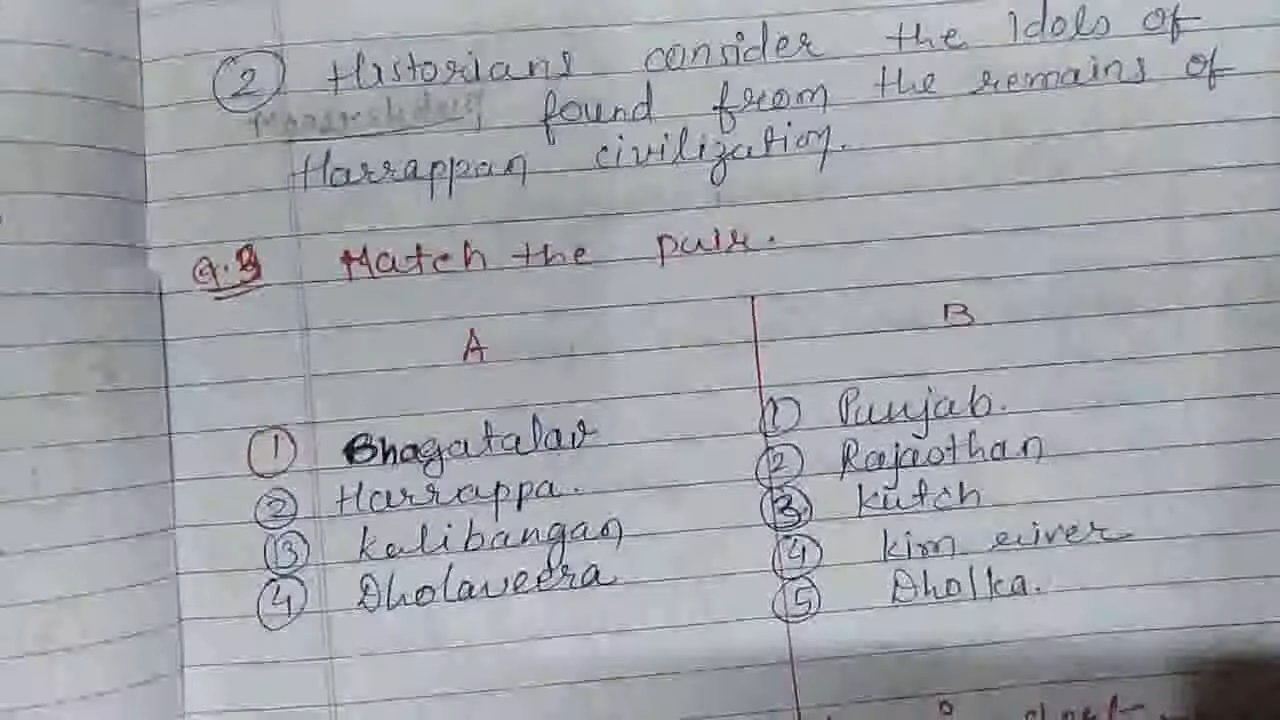 ② Historians consider the idols of
found from the remains of
Harrappan civilization.
Q.3 Match the pair.
A B
① Bhagatalav ① Punjab.
② Harrappa. ② Rajasthan
③ Kalibangan ③ Kutch
④ Dholaveera ④ Kim river
⑤ Dholka.